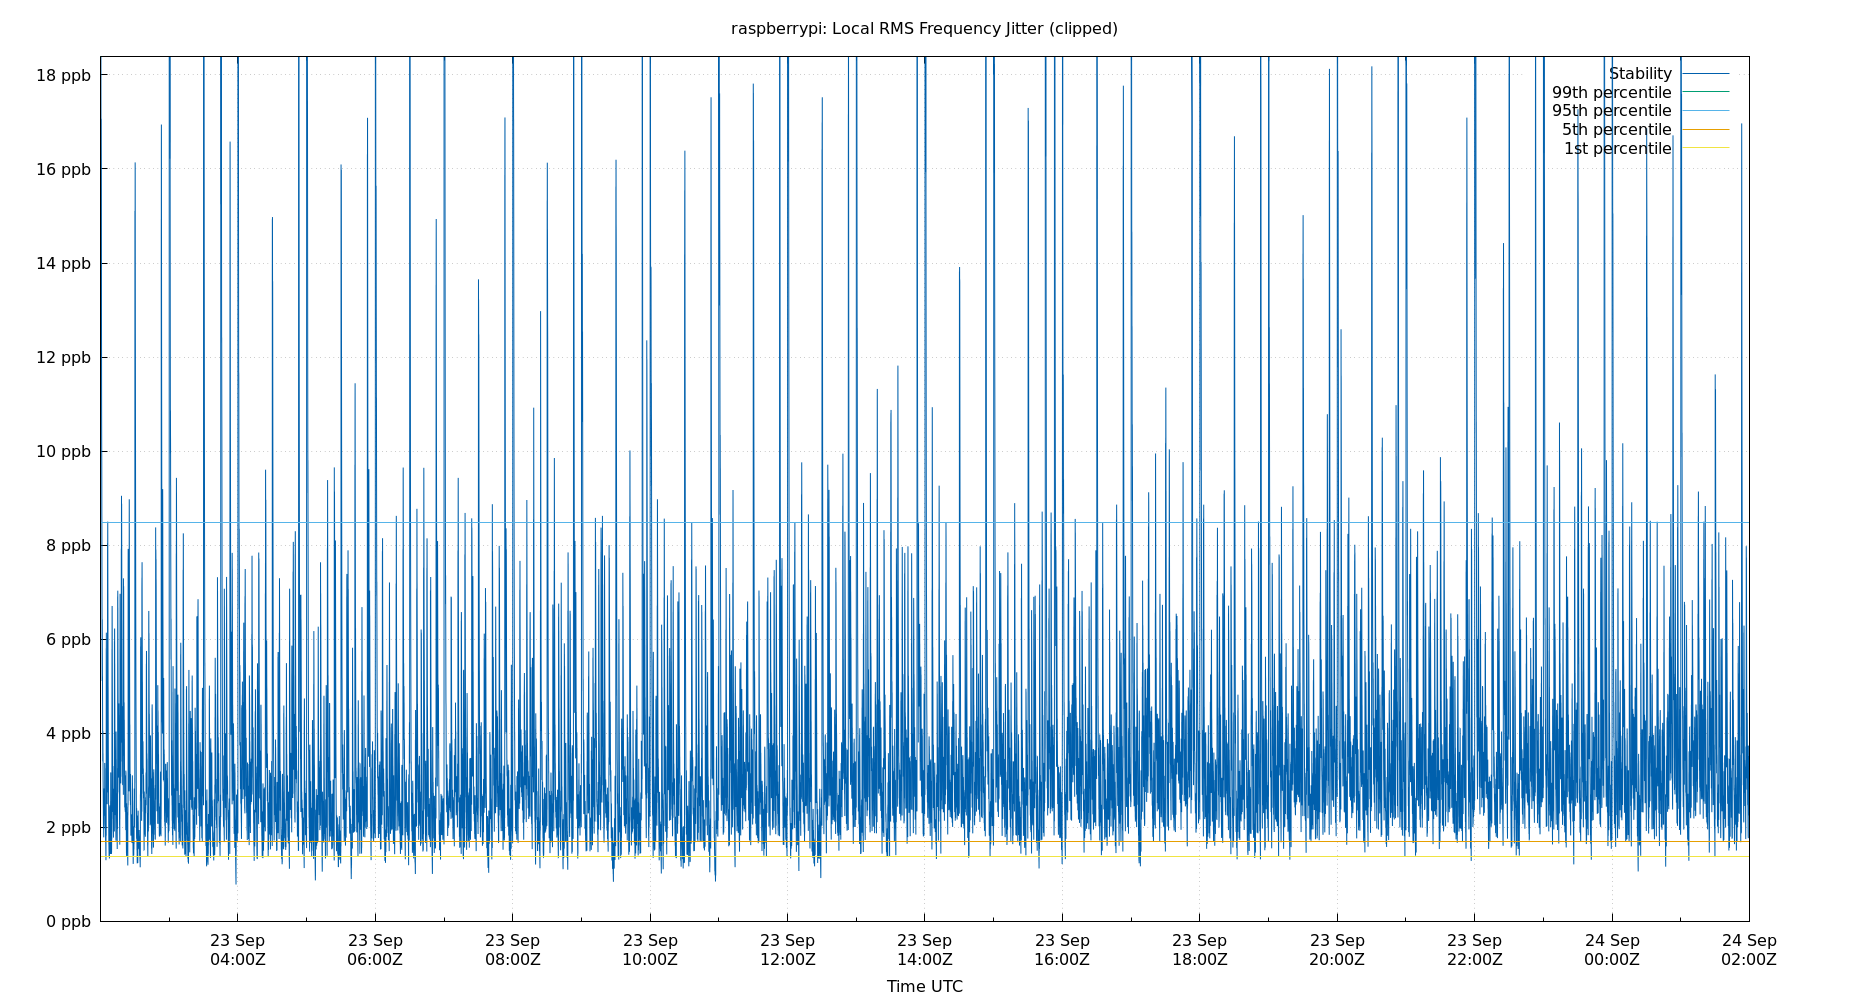 raspberrypi: Local RMS Frequency Jitter (clipped)
18 ppb
16 ppb
14 ppb
12 ppb
10 ppb
8 ppb
6 ppb
4 ppb
2 ppb
0 ppb
Stability
99th percentile
95th percentile
5th percentile
1st percentile
23 Sep 23 Sep 23 Sep 23 Sep 23 Sep 23 Sep 23 Sep 23 Sep 23 Sep 23 Sep 24 Sep 24 Sep
04:00Z 06:00Z 08:00Z 10:00Z 12:00Z 14:00Z 16:00Z 18:00Z 20:00Z 22:00Z 00:00Z 02:00Z
Time UTC